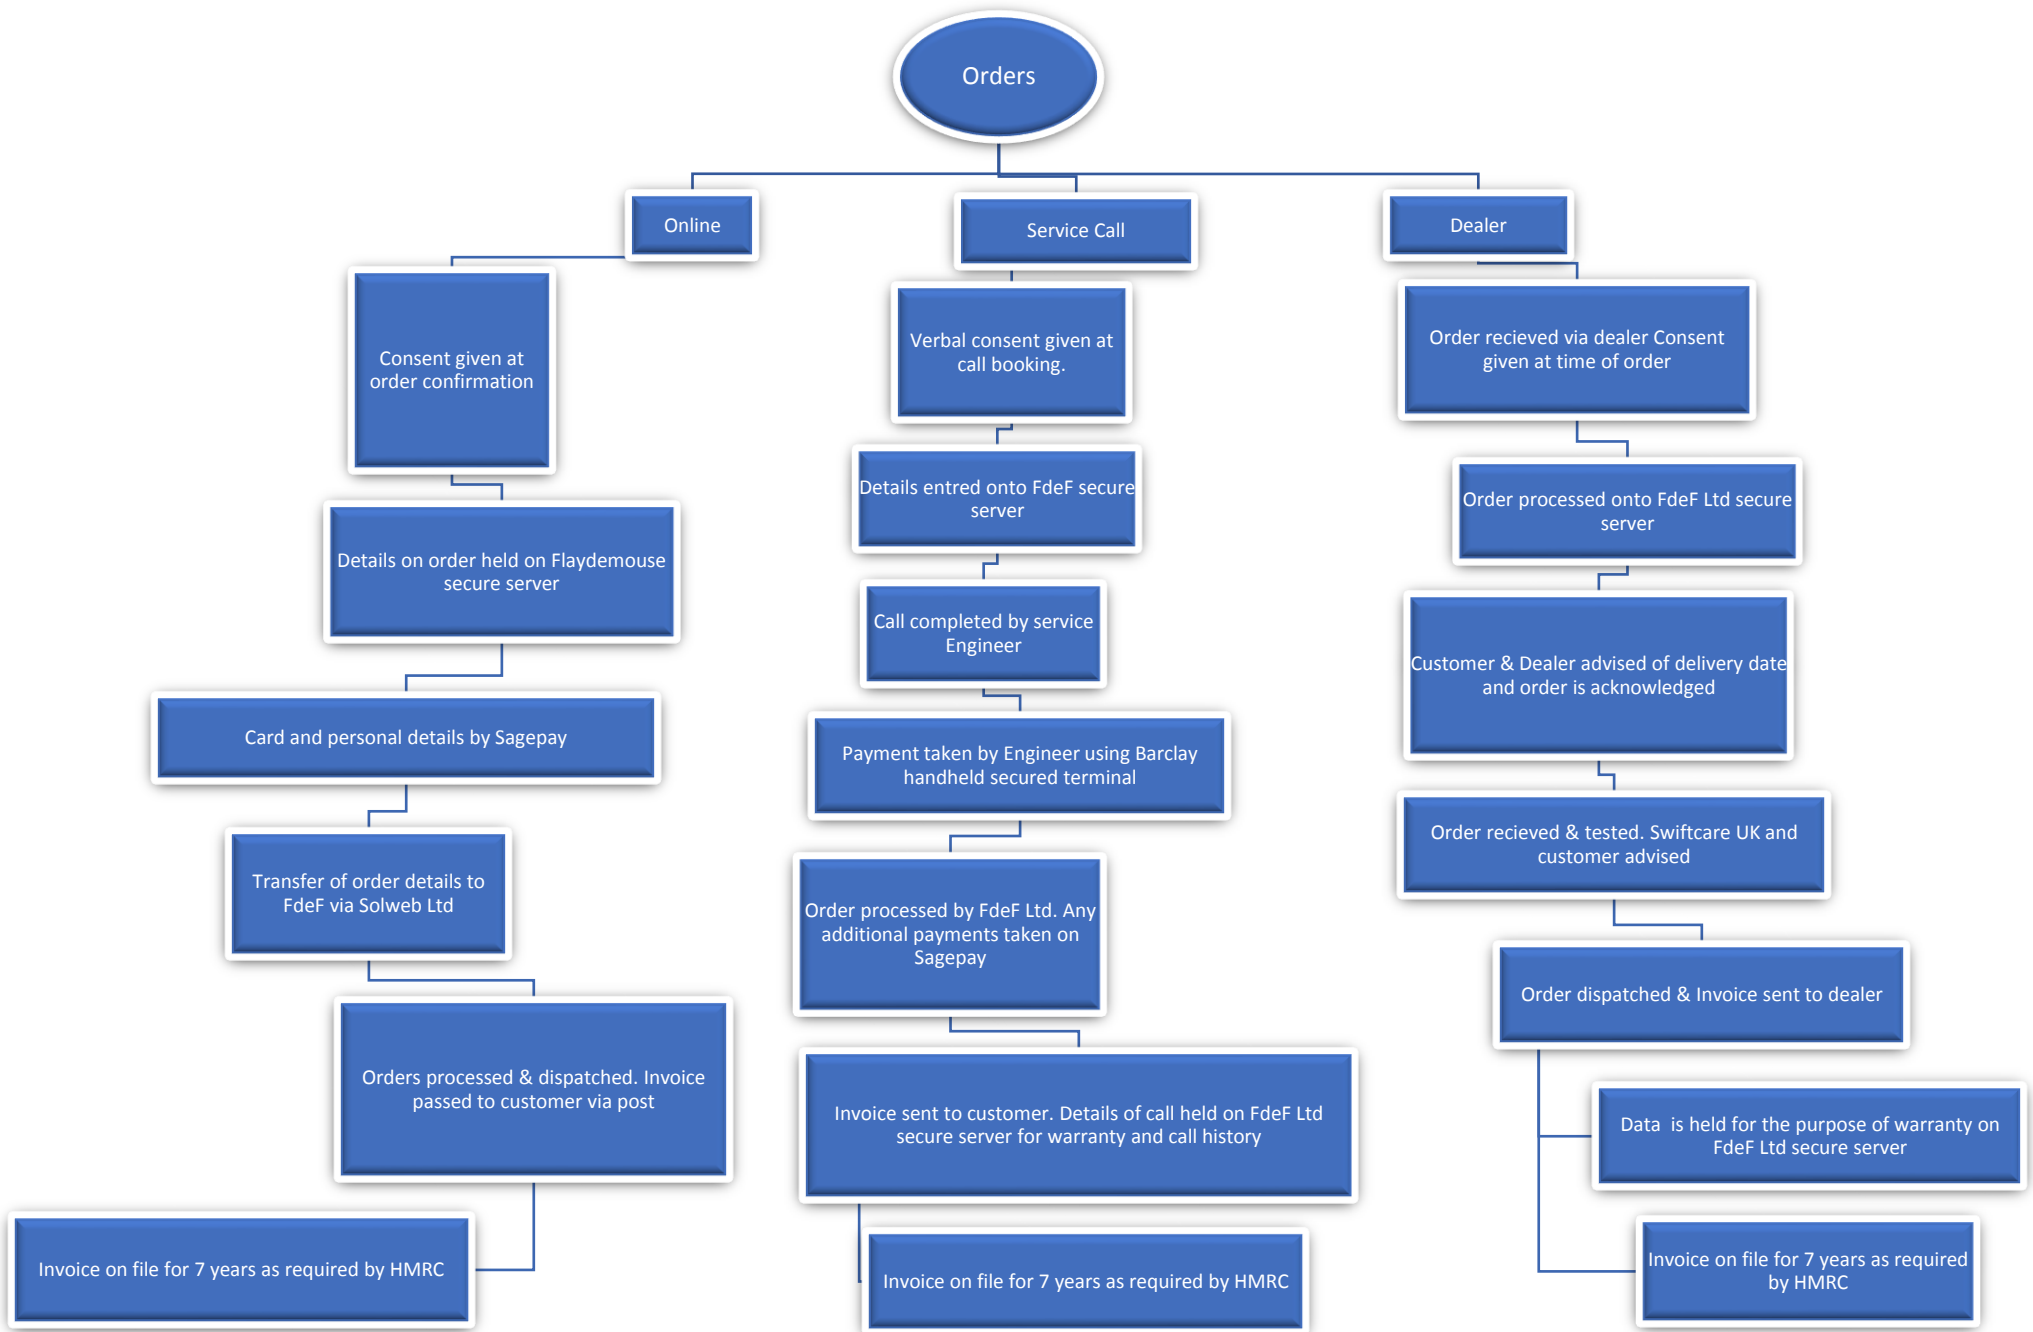 Orders
Online
Service Call
Dealer
Consent given at
order confirmation
Details on order held on Flaydemouse
secure server
Card and personal details by Sagepay
Transfer of order details to
FdeF via Solweb Ltd
Orders processed & dispatched. Invoice
passed to customer via post
Invoice on file for 7 years as required by HMRC
Verbal consent given at
call booking.
Details entred onto FdeF secure
server
Call completed by service
Engineer
Payment taken by Engineer using Barclay
handheld secured terminal
Order processed by FdeF Ltd. Any
additional payments taken on
Sagepay
Invoice sent to customer. Details of call held on FdeF Ltd
secure server for warranty and call history
Invoice on file for 7 years as required by HMRC
Order recieved via dealer Consent
given at time of order
Order processed onto FdeF Ltd secure
server
Customer & Dealer advised of delivery date
and order is acknowledged
Order recieved & tested. Swiftcare UK and
customer advised
Order dispatched & Invoice sent to dealer
Data  is held for the purpose of warranty on
FdeF Ltd secure server
Invoice on file for 7 years as required
by HMRC